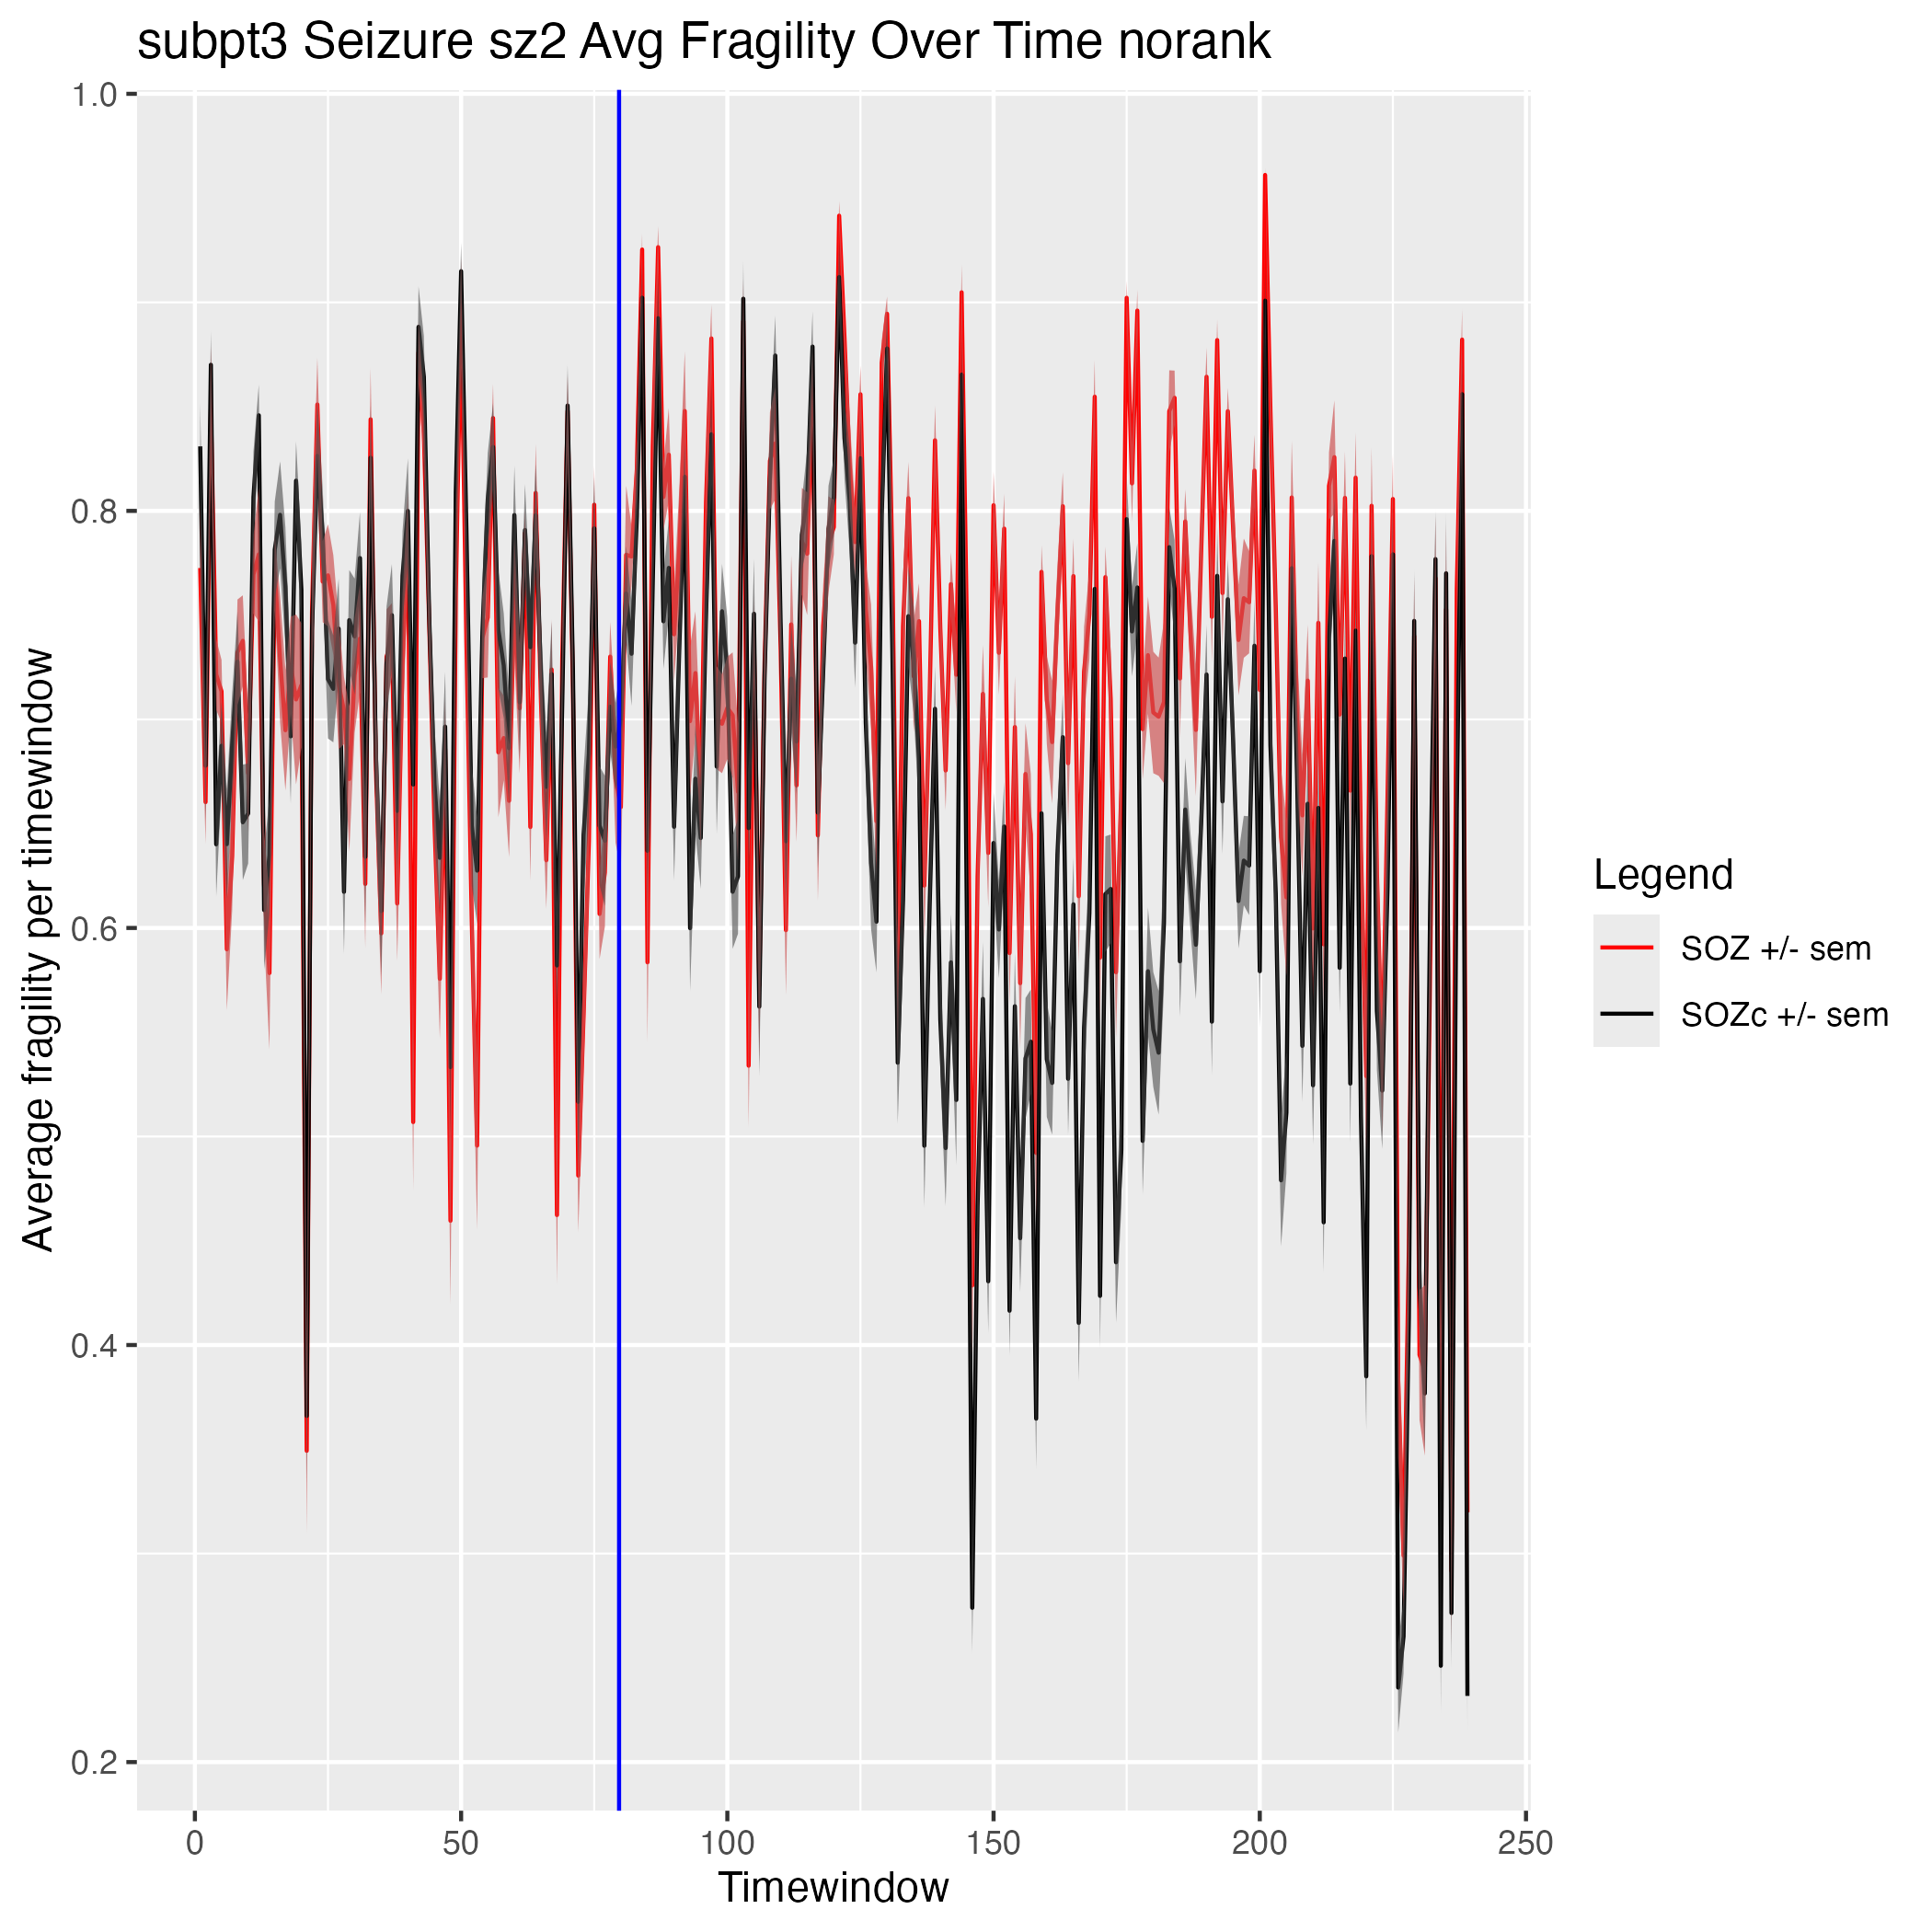 subpt3 Seizure sz2 Avg Fragility Over Time norank
Average fragility per timewindow
1.0
0.8
0.6
0.4
0.2
0
50
100
150
200
250
Timewindow
Legend
SOZ +/- sem
SOZc +/- sem